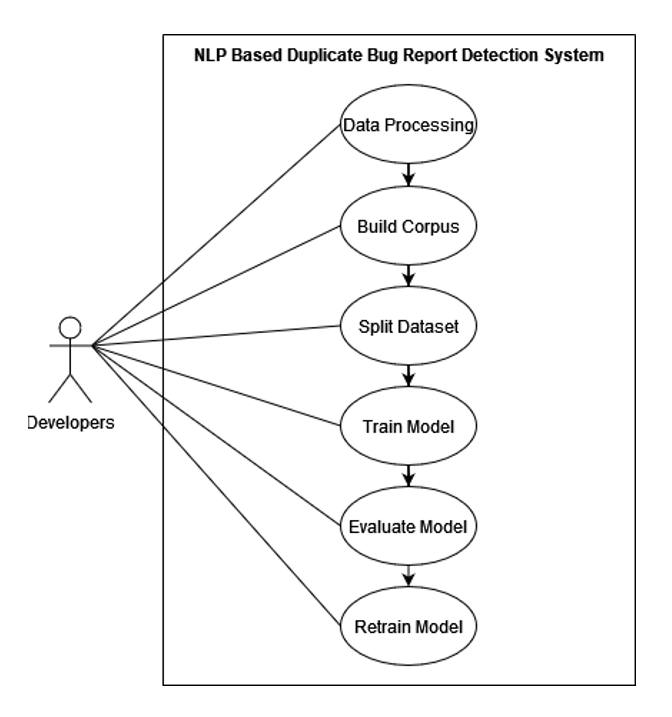 NLP Based Duplicate Bug Report Detection System
Data Processing
Build Corpus
Split Dataset
Train Model
Developers
Evaluate Model
Retrain Model